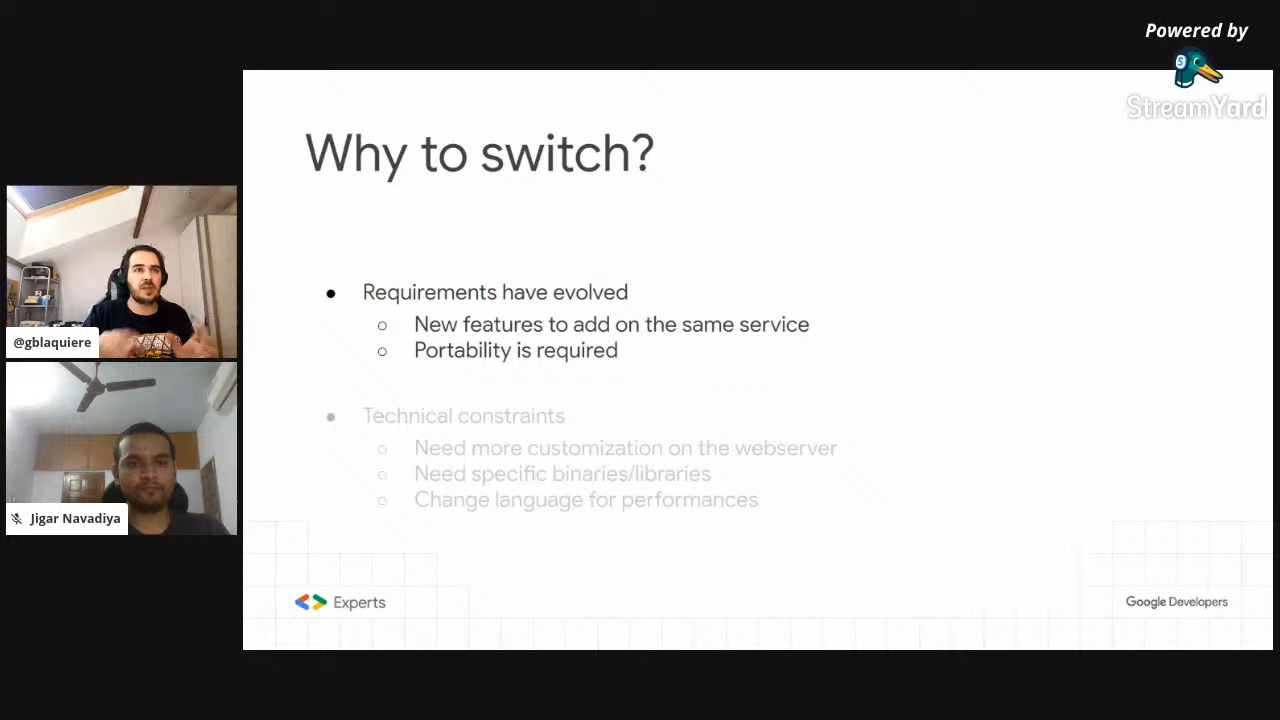 Powered by
StreamYard
Why to switch?
Requirements have evolved
New features to add on the same service
Portability is required
Technical constraints
Need more customization on the webserver
Need specific binaries/libraries
Change language for performances
@gblaquiere
Jigar Navadiya
Experts
Google Developers